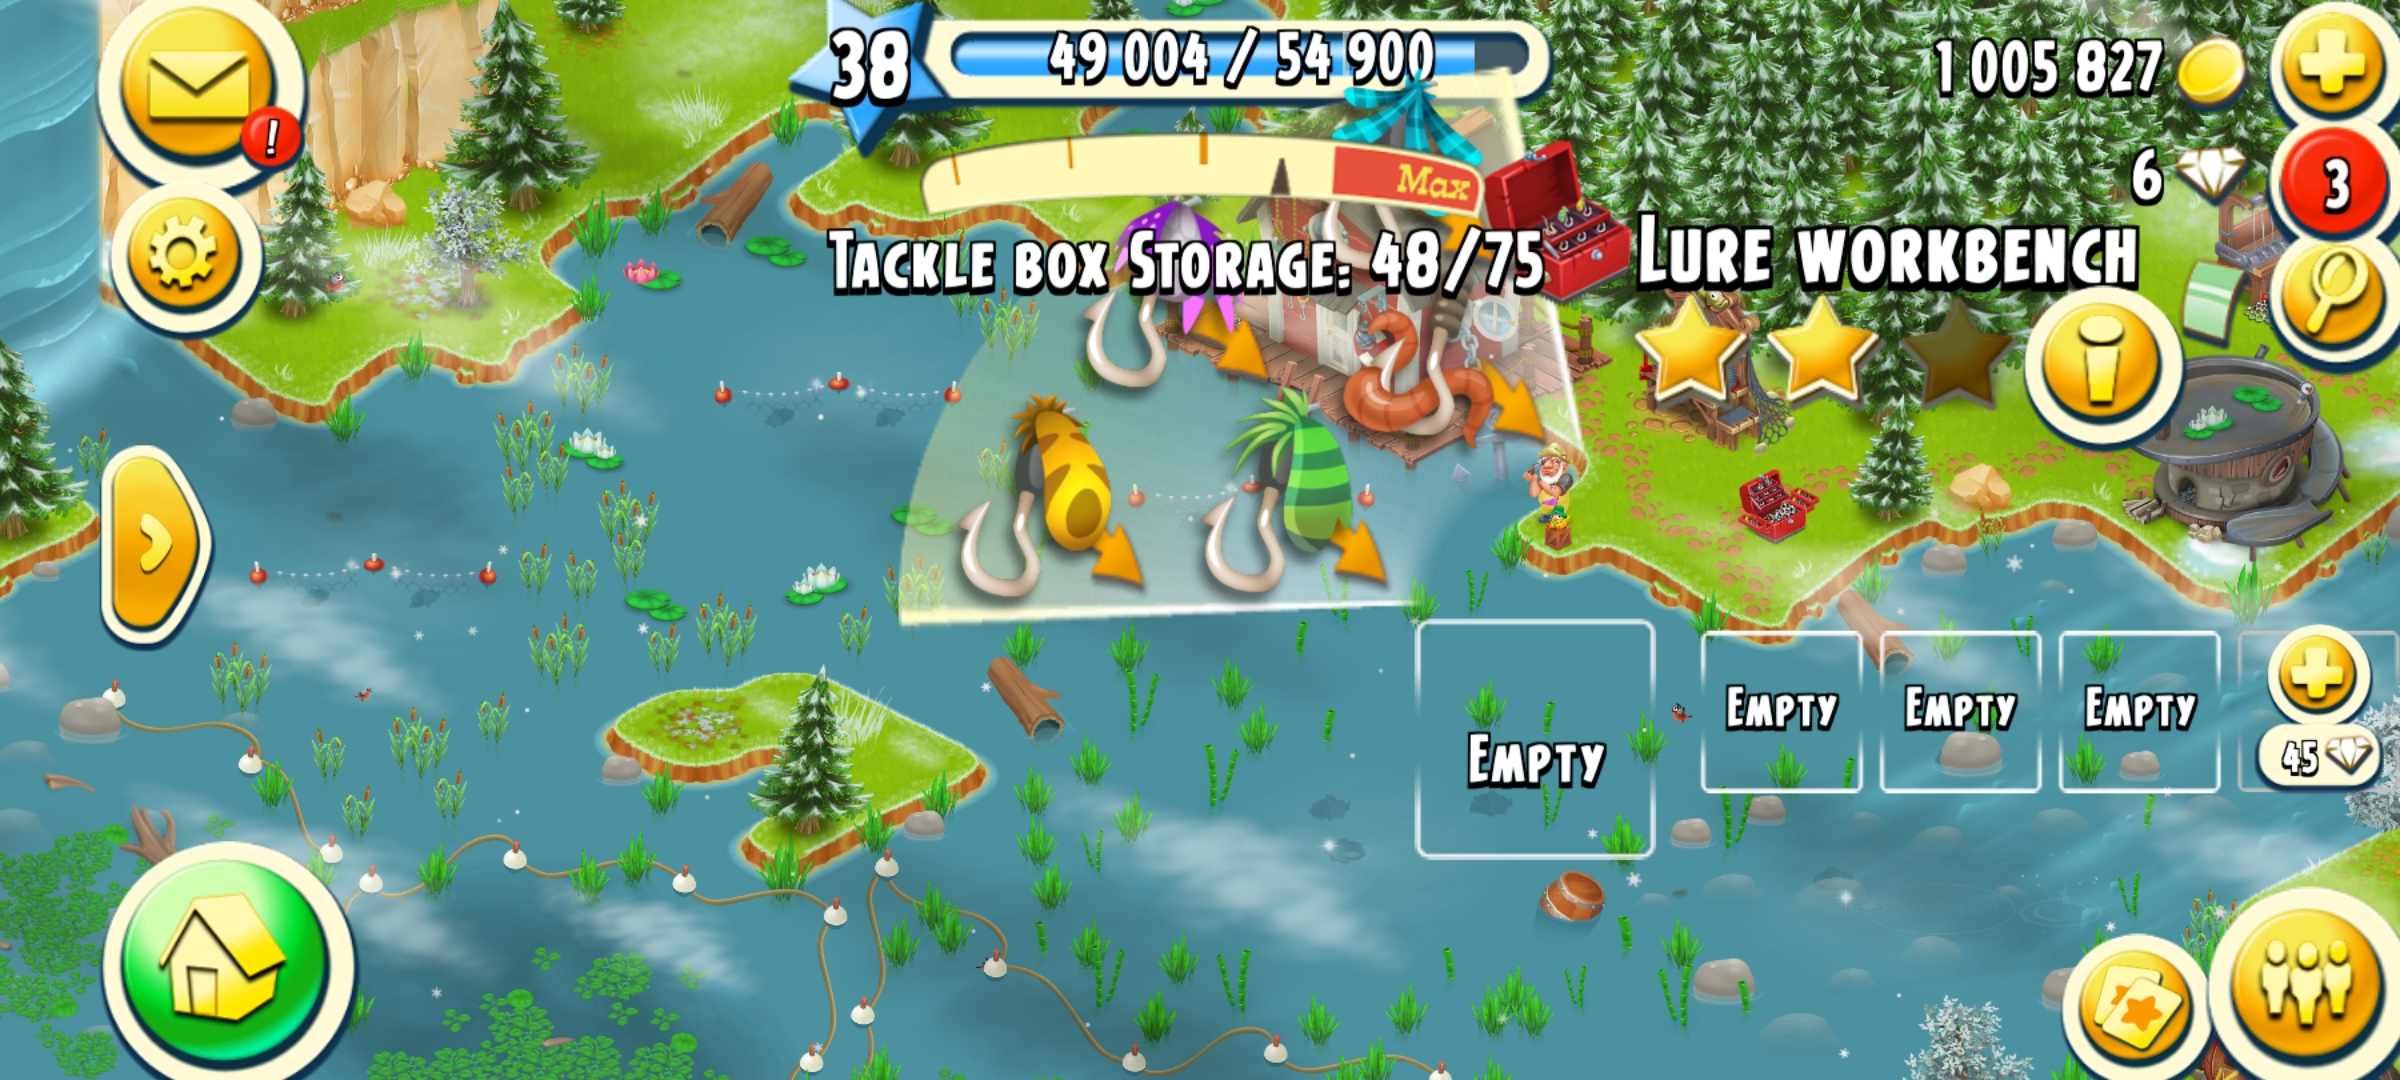 38
49 004 / 54 900
1 005 827
!
Max
6
3
Tackle box Storage: 48/75
Lure workbench
Empty
Empty
Empty
Empty
45